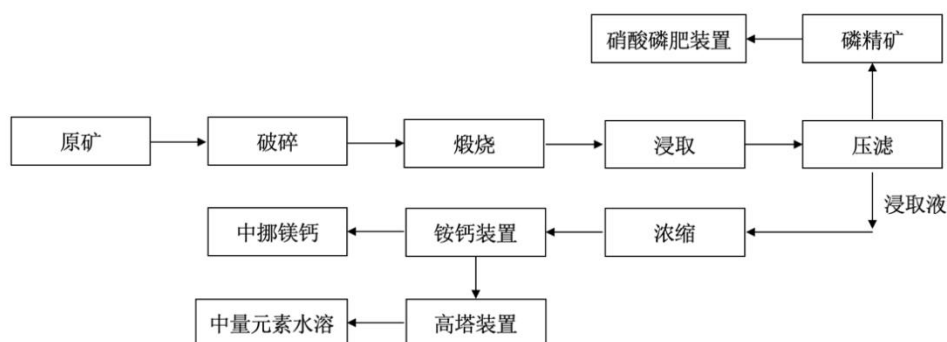 硝酸磷肥装置
磷精矿
原矿
破碎
煅烧
浸取
压滤
浸取液
中挪镁钙
铵钙装置
浓缩
中量元素水溶
高塔装置